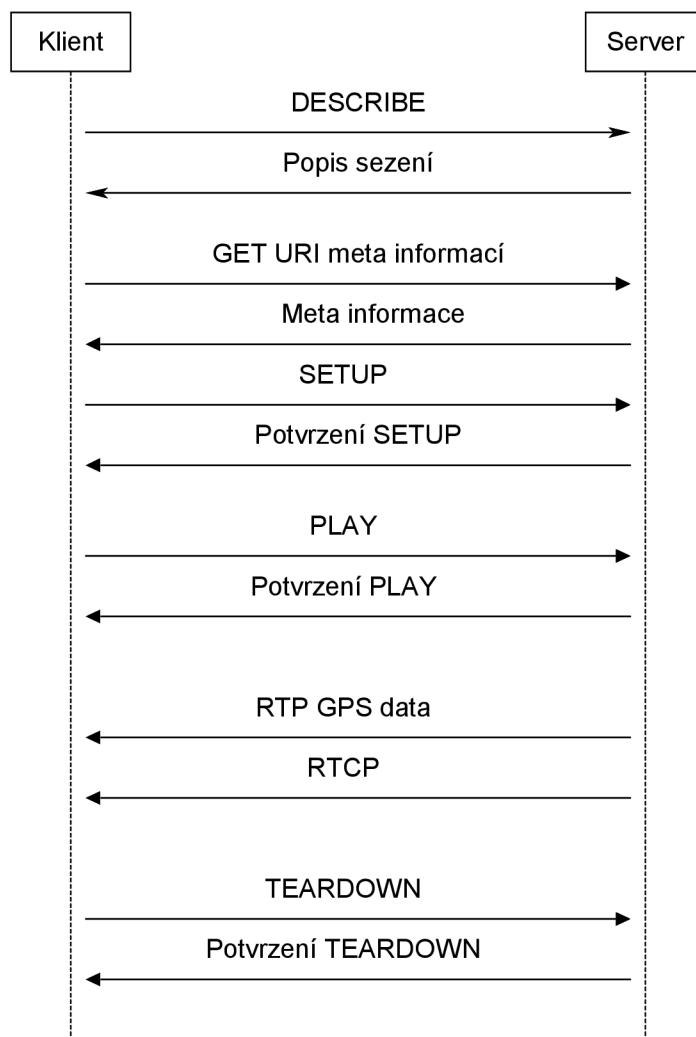 Klient
Server
DESCRIBE
Popis sezení
GET URI meta informací
Meta informace
SETUP
Potvrzení SETUP
PLAY
Potvrzení PLAY
RTP GPS data
RTCP
TEARDOWN
Potvrzení TEARDOWN